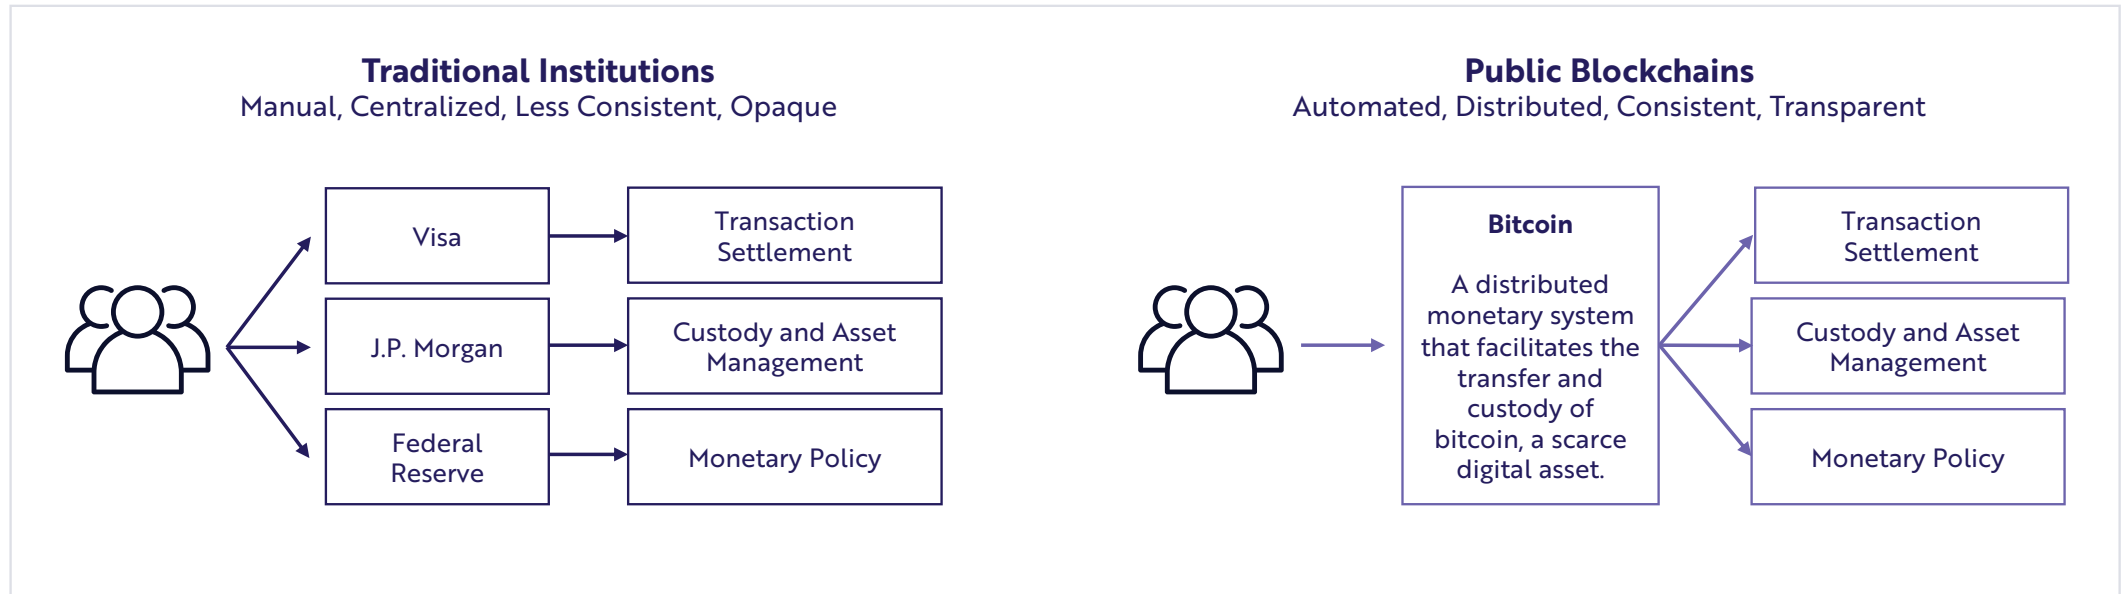 Traditional Institutions
Manual, Centralized, Less Consistent, Opaque
Visa
Transaction
Settlement
J.P. Morgan
Custody and Asset
Management
Federal
Reserve
Monetary Policy
Public Blockchains
Automated, Distributed, Consistent, Transparent
Bitcoin
A distributed
monetary system
that facilitates the
transfer and
custody of
bitcoin, a scarce
digital asset.
Transaction
Settlement
Custody and Asset
Management
Monetary Policy